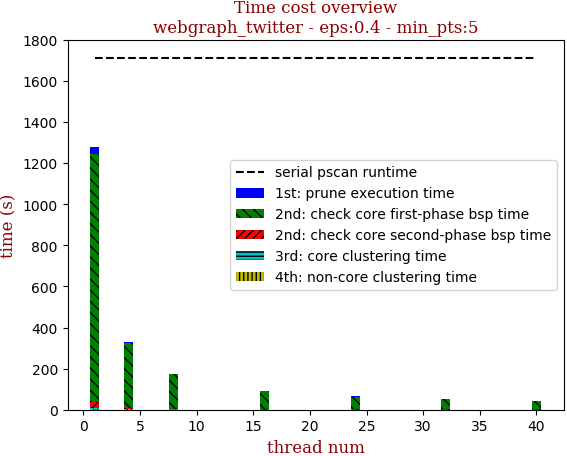 Time cost overview
webgraph_twitter - eps:0.4 - min_pts:5
time (s)
1800
1600
1400
1200
1000
800
600
400
200
0
serial pscan runtime
1st: prune execution time
2nd: check core first-phase bsp time
2nd: check core second-phase bsp time
3rd: core clustering time
4th: non-core clustering time
0 5 10 15 20 25 30 35 40
thread num